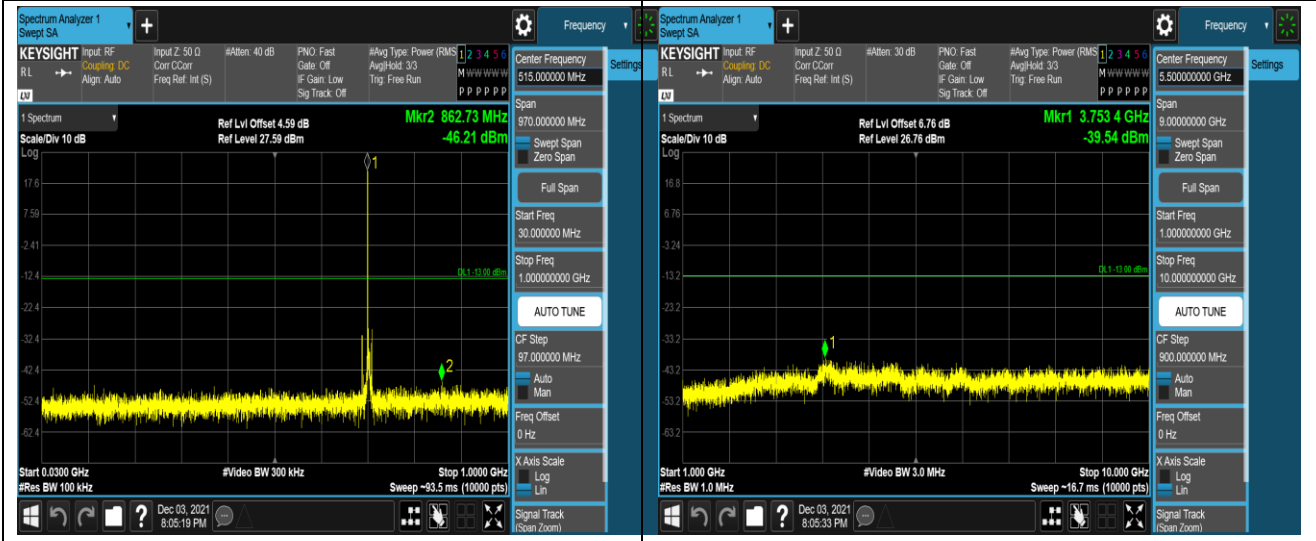 Spectrum Analyzer 1
Swept SA
Frequency
KEYSIGHT
RL
LXI
Input: RF
Coupling: DC
Align: Auto
Input Z: 50 Ω
Corr CCorr
Freq Ref: Int (S)
#Atten: 40 dB
PNO: Fast
Gate: Off
IF Gain: Low
Sig Track: Off
#Avg Type: Power (RMS
Avg|Hold: 3/3
Trig: Free Run
1 2 3 4 5 6
M W W W W W
P P P P P P
Center Frequency
515.000000 MHz
Settings
1 Spectrum
Scale/Div 10 dB
Log
Ref Lvl Offset 4.59 dB
Ref Level 27.59 dBm
Mkr2 862.73 MHz
-46.21 dBm
Span
970.000000 MHz
Swept Span
Zero Span
Full Span
Start Freq
30.000000 MHz
Stop Freq
1.000000000 GHz
AUTO TUNE
CF Step
97.000000 MHz
Auto
Man
Freq Offset
0 Hz
X Axis Scale
Log
Lin
Signal Track
(Span Zoom)
1
17.6
7.59
-2.41
-12.4
DL1 -13.00 dBm
-22.4
-32.4
-42.4
2
-52.4
-62.4
Start 0.0300 GHz
#Res BW 100 kHz
#Video BW 300 kHz
Stop 1.0000 GHz
Sweep ~93.5 ms (10000 pts)
?
Dec 03, 2021
8:05:19 PM
Spectrum Analyzer 1
Swept SA
Frequency
KEYSIGHT
RL
LXI
Input: RF
Coupling: DC
Align: Auto
Input Z: 50 Ω
Corr CCorr
Freq Ref: Int (S)
#Atten: 30 dB
PNO: Fast
Gate: Off
IF Gain: Low
Sig Track: Off
#Avg Type: Power (RMS
Avg|Hold: 3/3
Trig: Free Run
1 2 3 4 5 6
M W W W W W
P P P P P P
Center Frequency
5.500000000 GHz
Settings
1 Spectrum
Scale/Div 10 dB
Log
Ref Lvl Offset 6.76 dB
Ref Level 26.76 dBm
Mkr1 3.753 4 GHz
-39.54 dBm
Span
9.00000000 GHz
Swept Span
Zero Span
Full Span
Start Freq
1.000000000 GHz
Stop Freq
10.000000000 GHz
AUTO TUNE
CF Step
900.000000 MHz
Auto
Man
Freq Offset
0 Hz
X Axis Scale
Log
Lin
Signal Track
(Span Zoom)
16.8
6.76
-3.24
-13.2
DL1 -13.00 dBm
-23.2
-33.2
1
-43.2
-53.2
-63.2
Start 1.000 GHz
#Res BW 1.0 MHz
#Video BW 3.0 MHz
Stop 10.000 GHz
Sweep ~16.7 ms (10000 pts)
?
Dec 03, 2021
8:05:33 PM